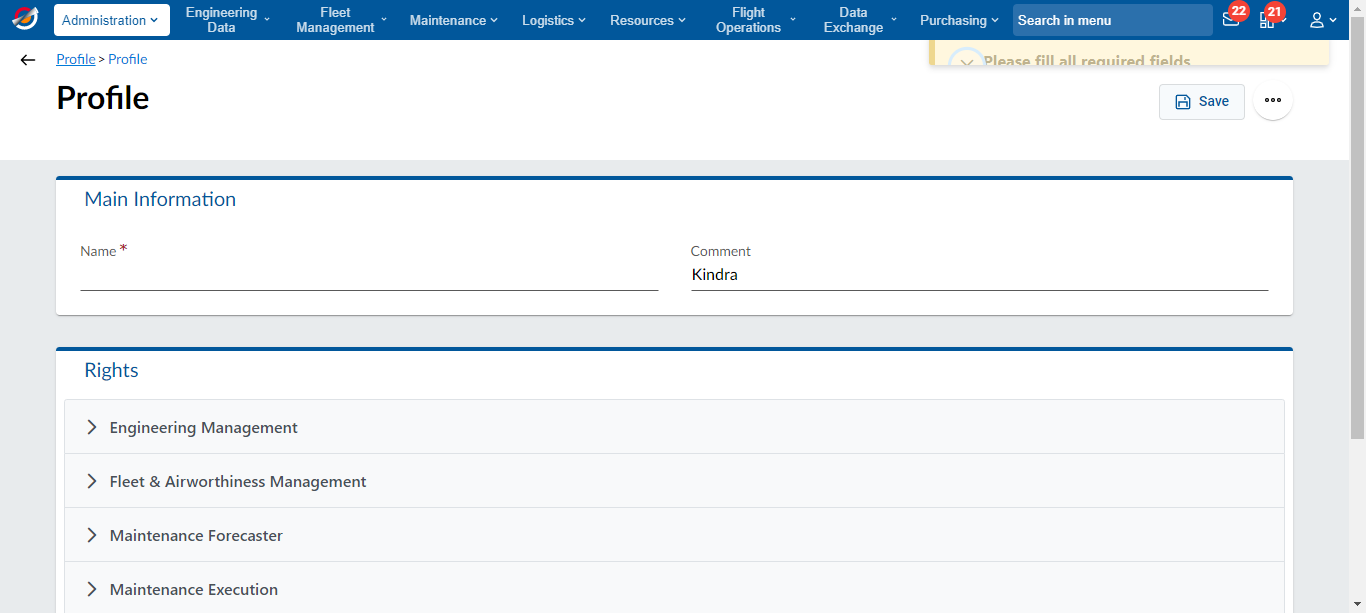 Administration
Engineering
Data
Fleet
Management
Maintenance
Logistics
Resources
Flight
Operations
Data
Exchange
Purchasing
Search in menu
22
21
Profile > Profile
Please fill all required fields
Profile
Save
Main Information
Name *
Comment
Kindra
Rights
Engineering Management
Fleet & Airworthiness Management
Maintenance Forecaster
Maintenance Execution